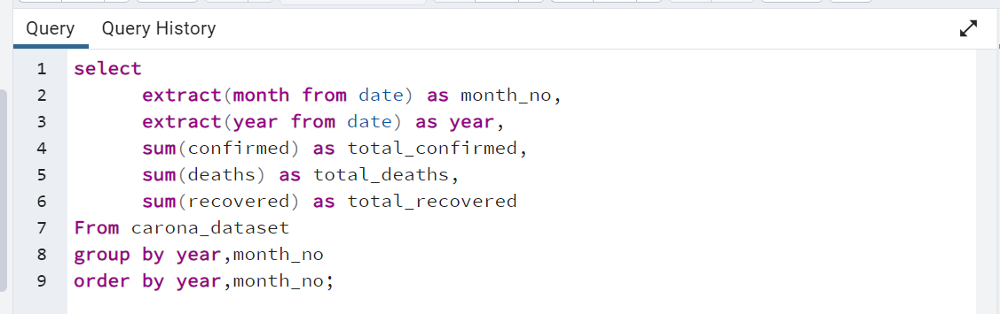 Query Query History
1 select
2 extract(month from date) as month_no,
3 extract(year from date) as year,
4 sum(confirmed) as total_confirmed,
5 sum(deaths) as total_deaths,
6 sum(recovered) as total_recovered
7 From carona_dataset
8 group by year,month_no
9 order by year,month_no;